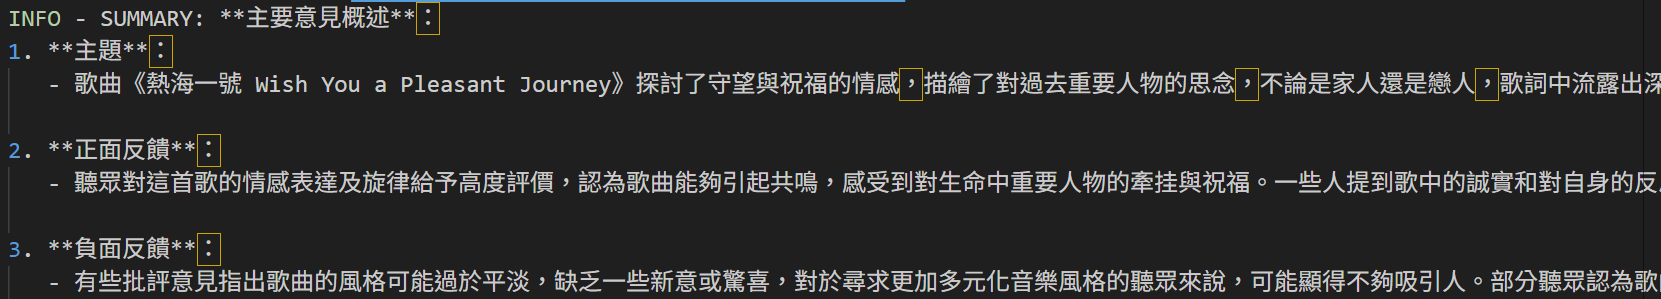 INFO - SUMMARY: **主要意見概述**：
1. **主題**：
- 歌曲《熱海一號 Wish You a Pleasant Journey》探討了守望與祝福的情感，描繪了對過去重要人物的思念，不論是家人還是戀人，歌詞中流露出深
2. **正面反饋**：
- 聽眾對這首歌的情感表達及旋律給予高度評價，認為歌曲能夠引起共鳴，感受到對生命中重要人物的牽挂與祝福。一些人提到歌中的誠實和對自身的反
3. **負面反饋**：
- 有些批評意見指出歌曲的風格可能過於平淡，缺乏一些新意或驚喜，對於尋求更加多元化音樂風格的聽眾來說，可能顯得不夠吸引人。部分聽眾認為歌